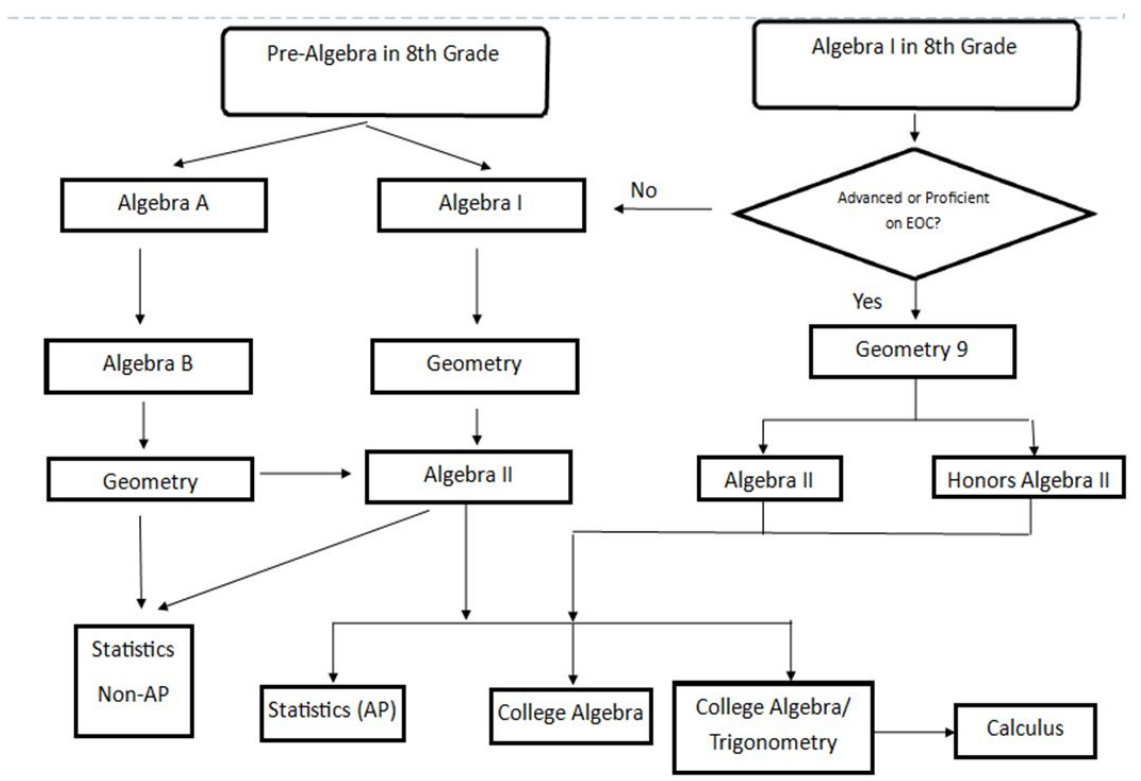 Pre-Algebra in 8th Grade
Algebra I in 8th Grade
Algebra A
Algebra I
No
Advanced or Proficient
on EOC?
Yes
Algebra B
Geometry
Geometry 9
Geometry
Algebra II
Algebra II
Honors Algebra II
Statistics
Non-AP
Statistics (AP)
College Algebra
College Algebra/
Trigonometry
Calculus